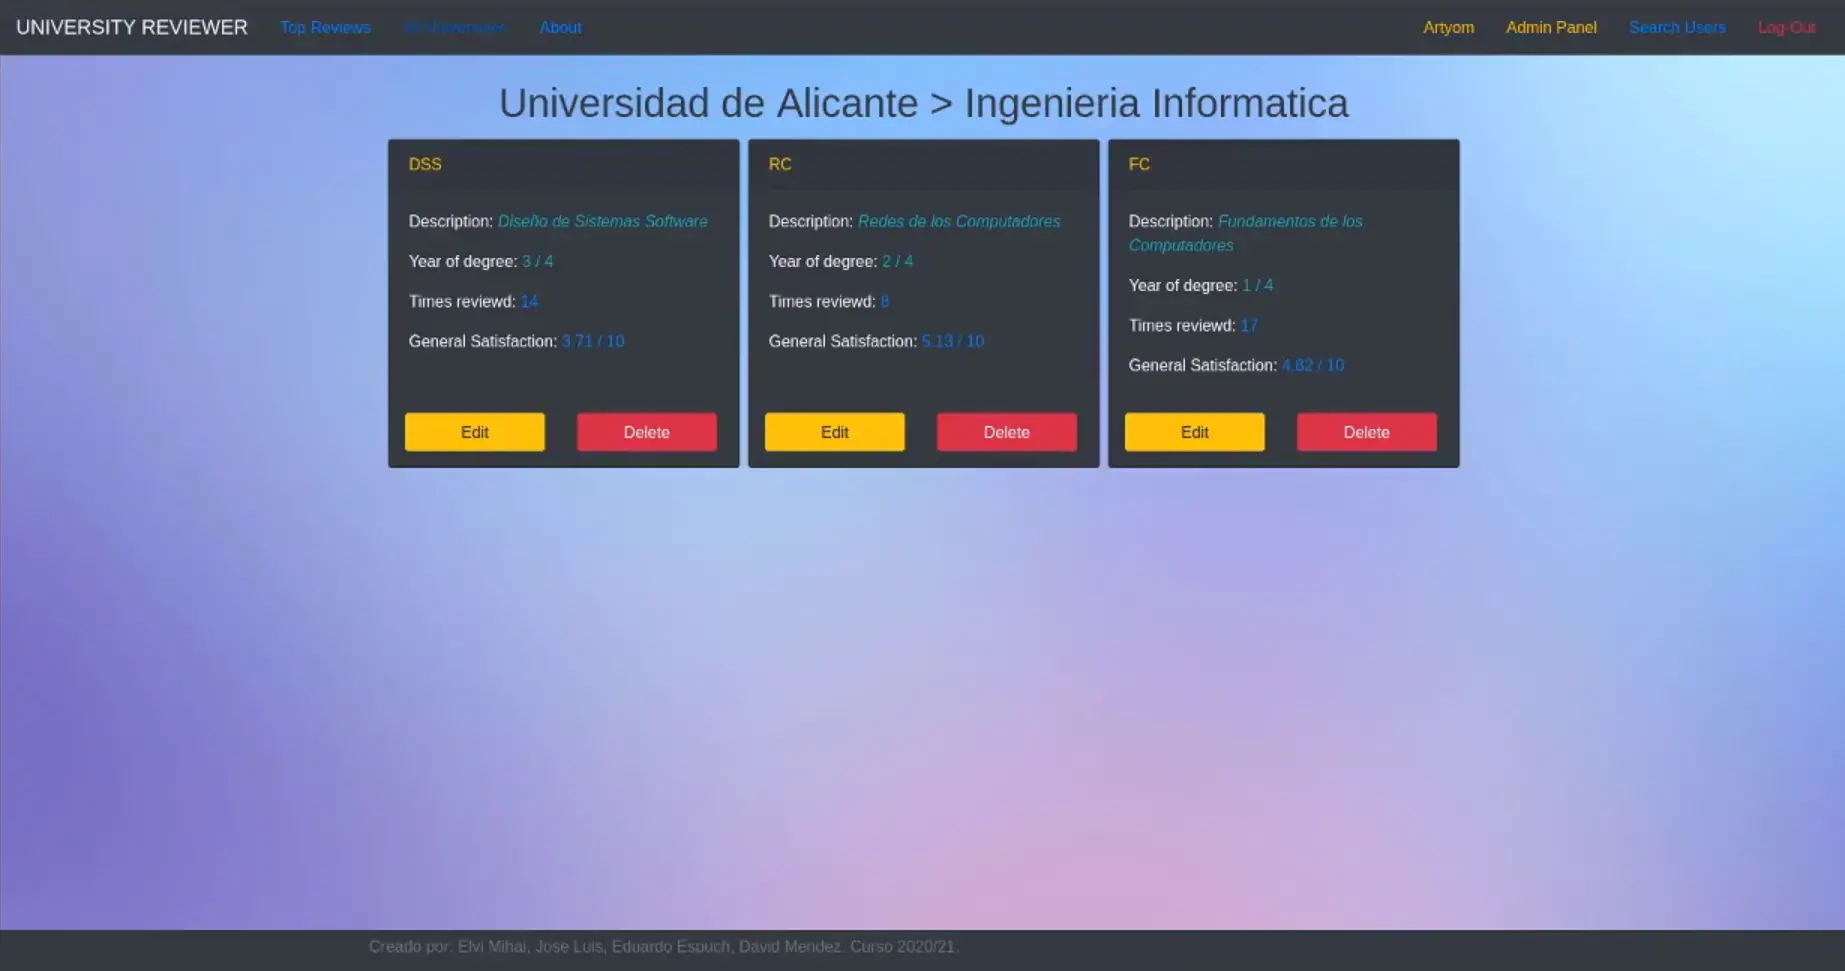 UNIVERSITY REVIEWER Top Reviews About Artyom Admin Panel Search Users Log-Out
Universidad de Alicante > Ingenieria Informatica
DSS
Description: Diseño de Sistemas Software
Year of degree: 3 / 4
Times reviewd: 14
General Satisfaction: 3.71 / 10
Edit Delete
RC
Description: Redes de los Computadores
Year of degree: 2 / 4
Times reviewd: 8
General Satisfaction: 5.13 / 10
Edit Delete
FC
Description: Fundamentos de los
Computadores
Year of degree: 1 / 4
Times reviewd: 17
General Satisfaction: 4.82 / 10
Edit Delete
Creado por: Elvi Mihai, Jose Luis, Eduardo Espuch, David Mendez. Curso 2020/21.